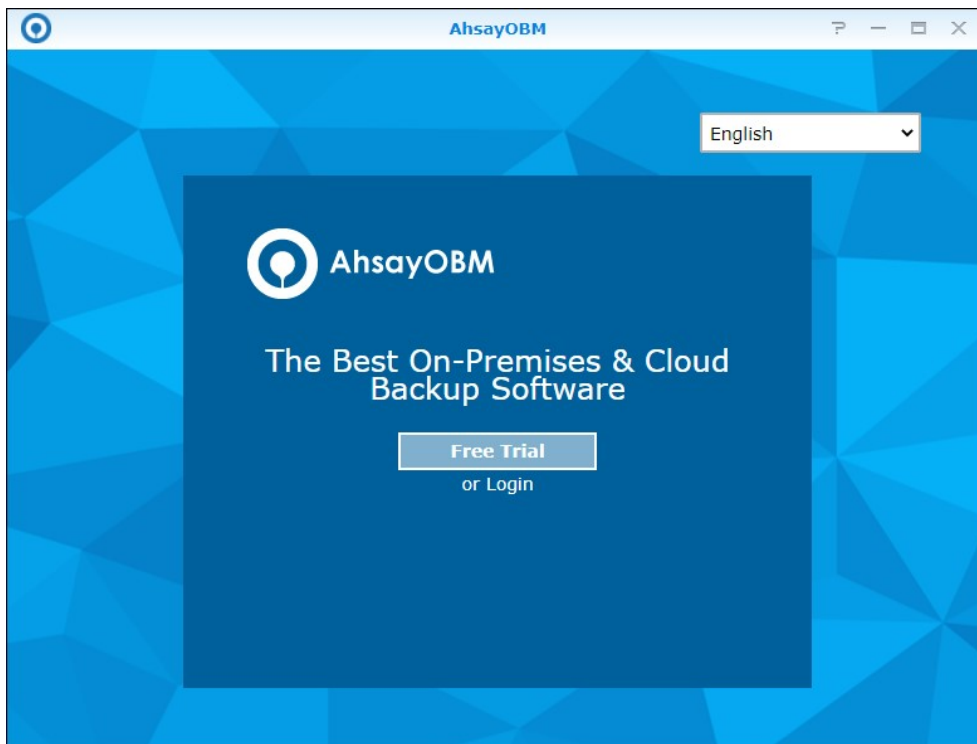 AhsayOBM
English
AhsayOBM
The Best On-Premises & Cloud
Backup Software
Free Trial
or Login